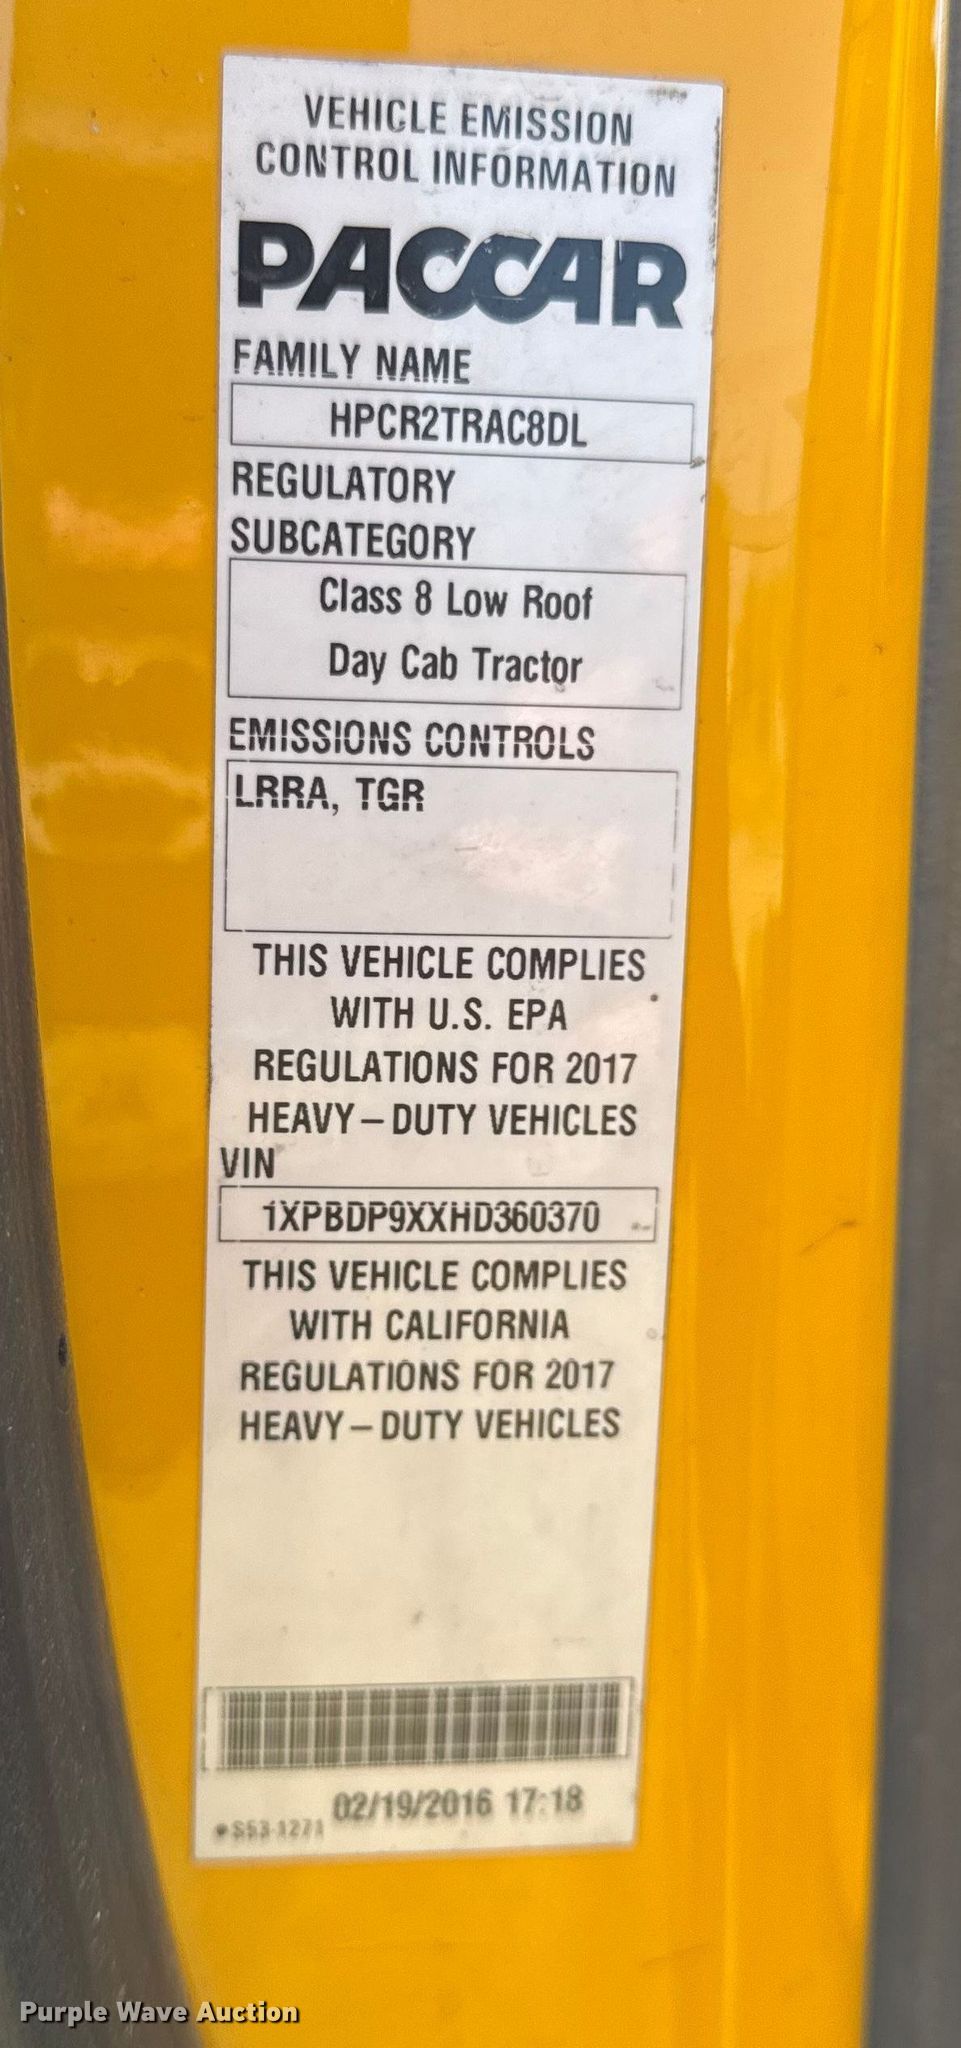 VEHICLE EMISSION
CONTROL INFORMATION
PACCAR
FAMILY NAME
HPCR2TRAC8DL
REGULATORY
SUBCATEGORY
Class 8 Low Roof
Day Cab Tractor
EMISSIONS CONTROLS
LRRA, TGR
THIS VEHICLE COMPLIES
WITH U.S. EPA
REGULATIONS FOR 2017
HEAVY-DUTY VEHICLES
VIN
1XPBDP9XXHD360370
THIS VEHICLE COMPLIES
WITH CALIFORNIA
REGULATIONS FOR 2017
HEAVY-DUTY VEHICLES
02/19/2016 17:18
S53-1271
Purple Wave Auction